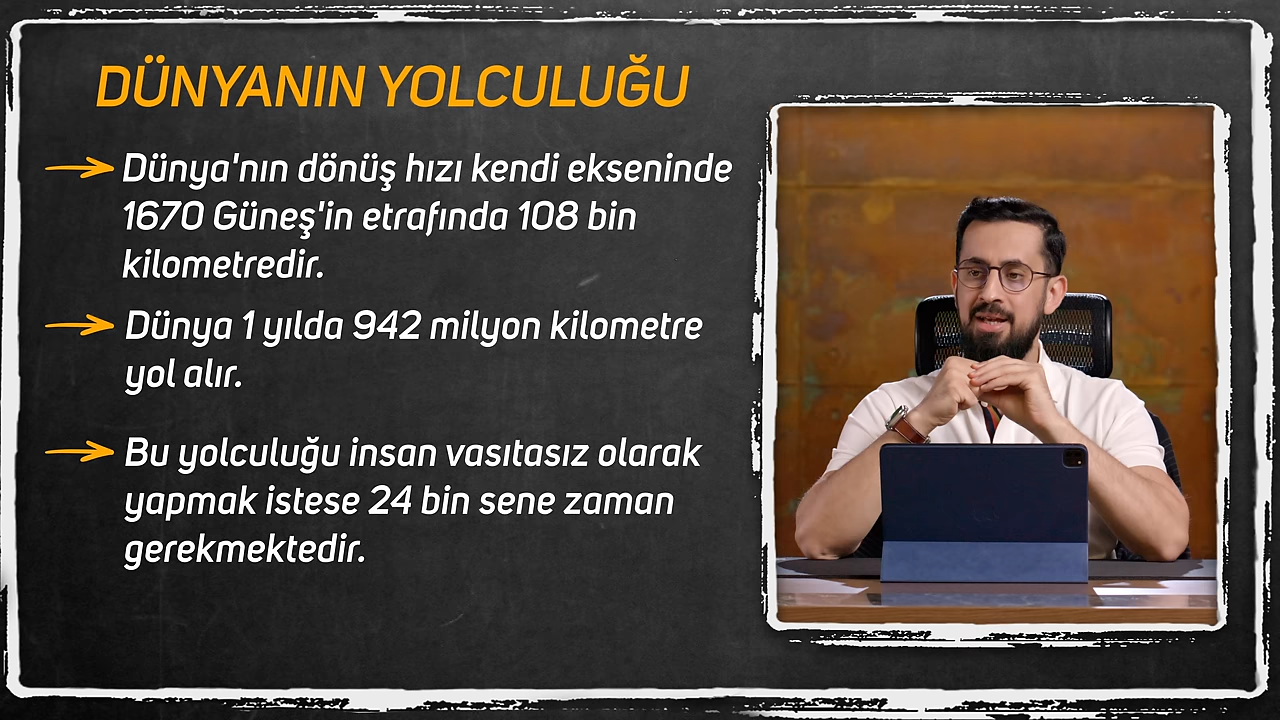 DÜNYANIN YOLCULUĞU
Dünya'nın dönüş hızı kendi ekseninde
1670 Güneş'in etrafında 108 bin
kilometredir.
Dünya 1 yılda 942 milyon kilometre
yol alır.
Bu yolculuğu insan vasıtasız olarak
yapmak istese 24 bin sene zaman
gerekmektedir.